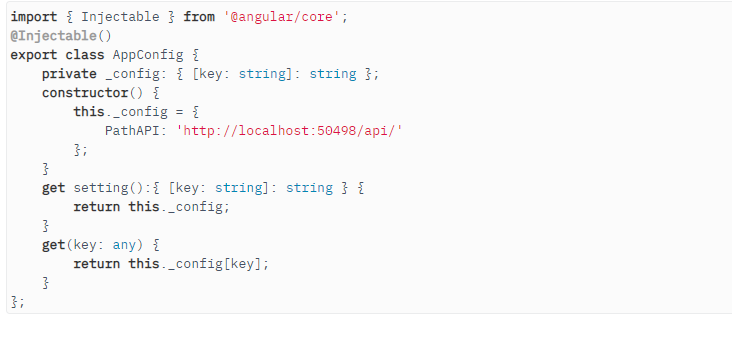 import { Injectable } from '@angular/core';
@Injectable()
export class AppConfig {
    private _config: { [key: string]: string };
    constructor() {
        this._config = {
            PathAPI: 'http://localhost:50498/api/'
        };
    }
    get setting():{ [key: string]: string } {
        return this._config;
    }
    get(key: any) {
        return this._config[key];
    }
};